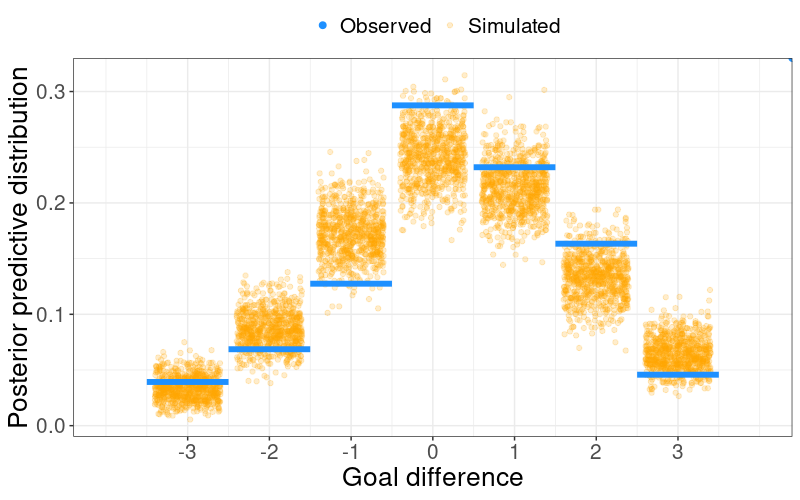 Observed Simulated
Posterior predictive distribution
0.3
0.2
0.1
0.0
-3 -2 -1 0 1 2 3
Goal difference